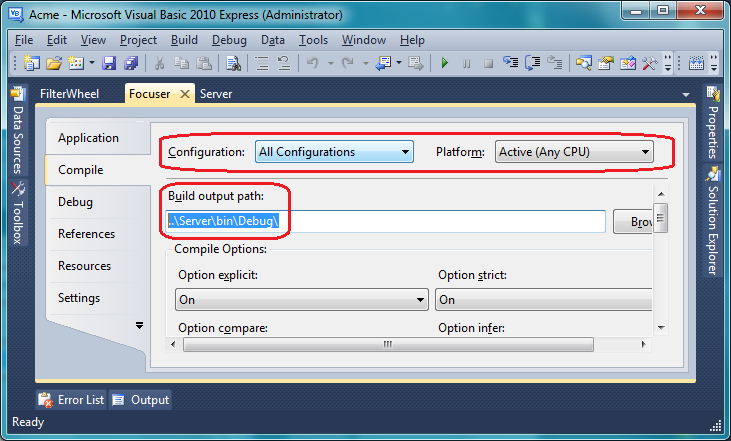 Acme - Microsoft Visual Basic 2010 Express (Administrator)
File Edit View Project Build Debug Data Tools Window Help
FilterWheel Focuser Server
Data Sources
Toolbox
Properties
Solution Explorer
Application
Compile
Debug
References
Resources
Settings
Configuration: All Configurations Platform: Active (Any CPU)
Build output path:
..\Server\bin\Debug\
Compile Options:
Option explicit: Option strict:
On On
Option compare: Option infer:
Error List Output
Ready